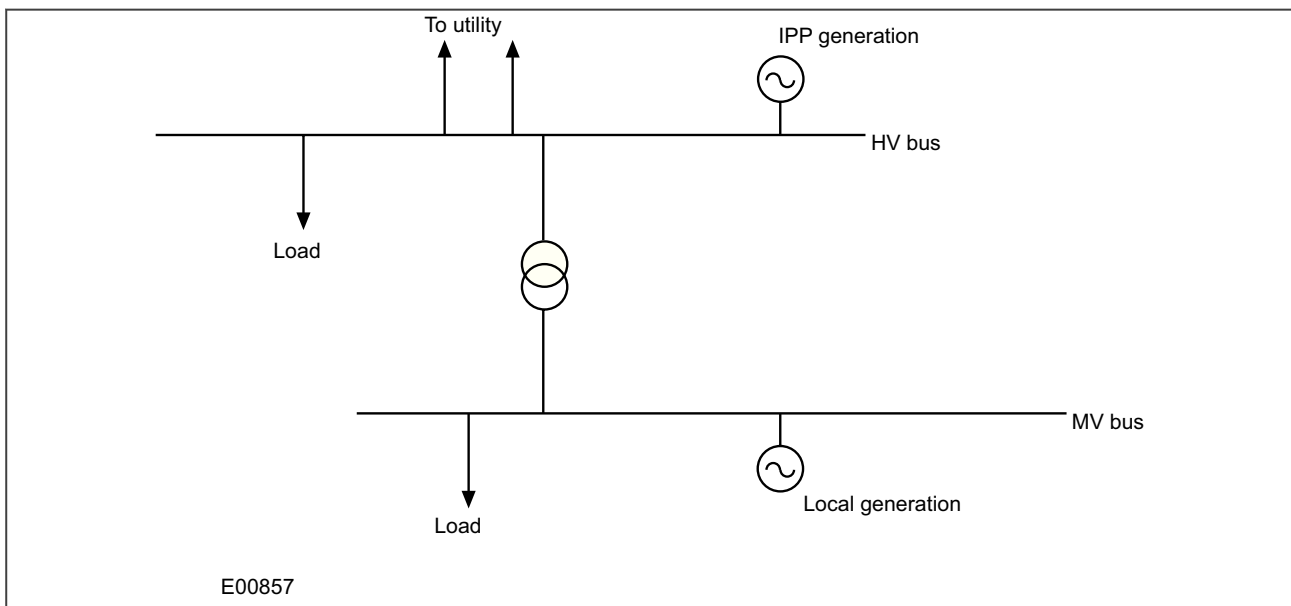 To utility
IPP generation
HV bus
Load
MV bus
Local generation
Load
E00857